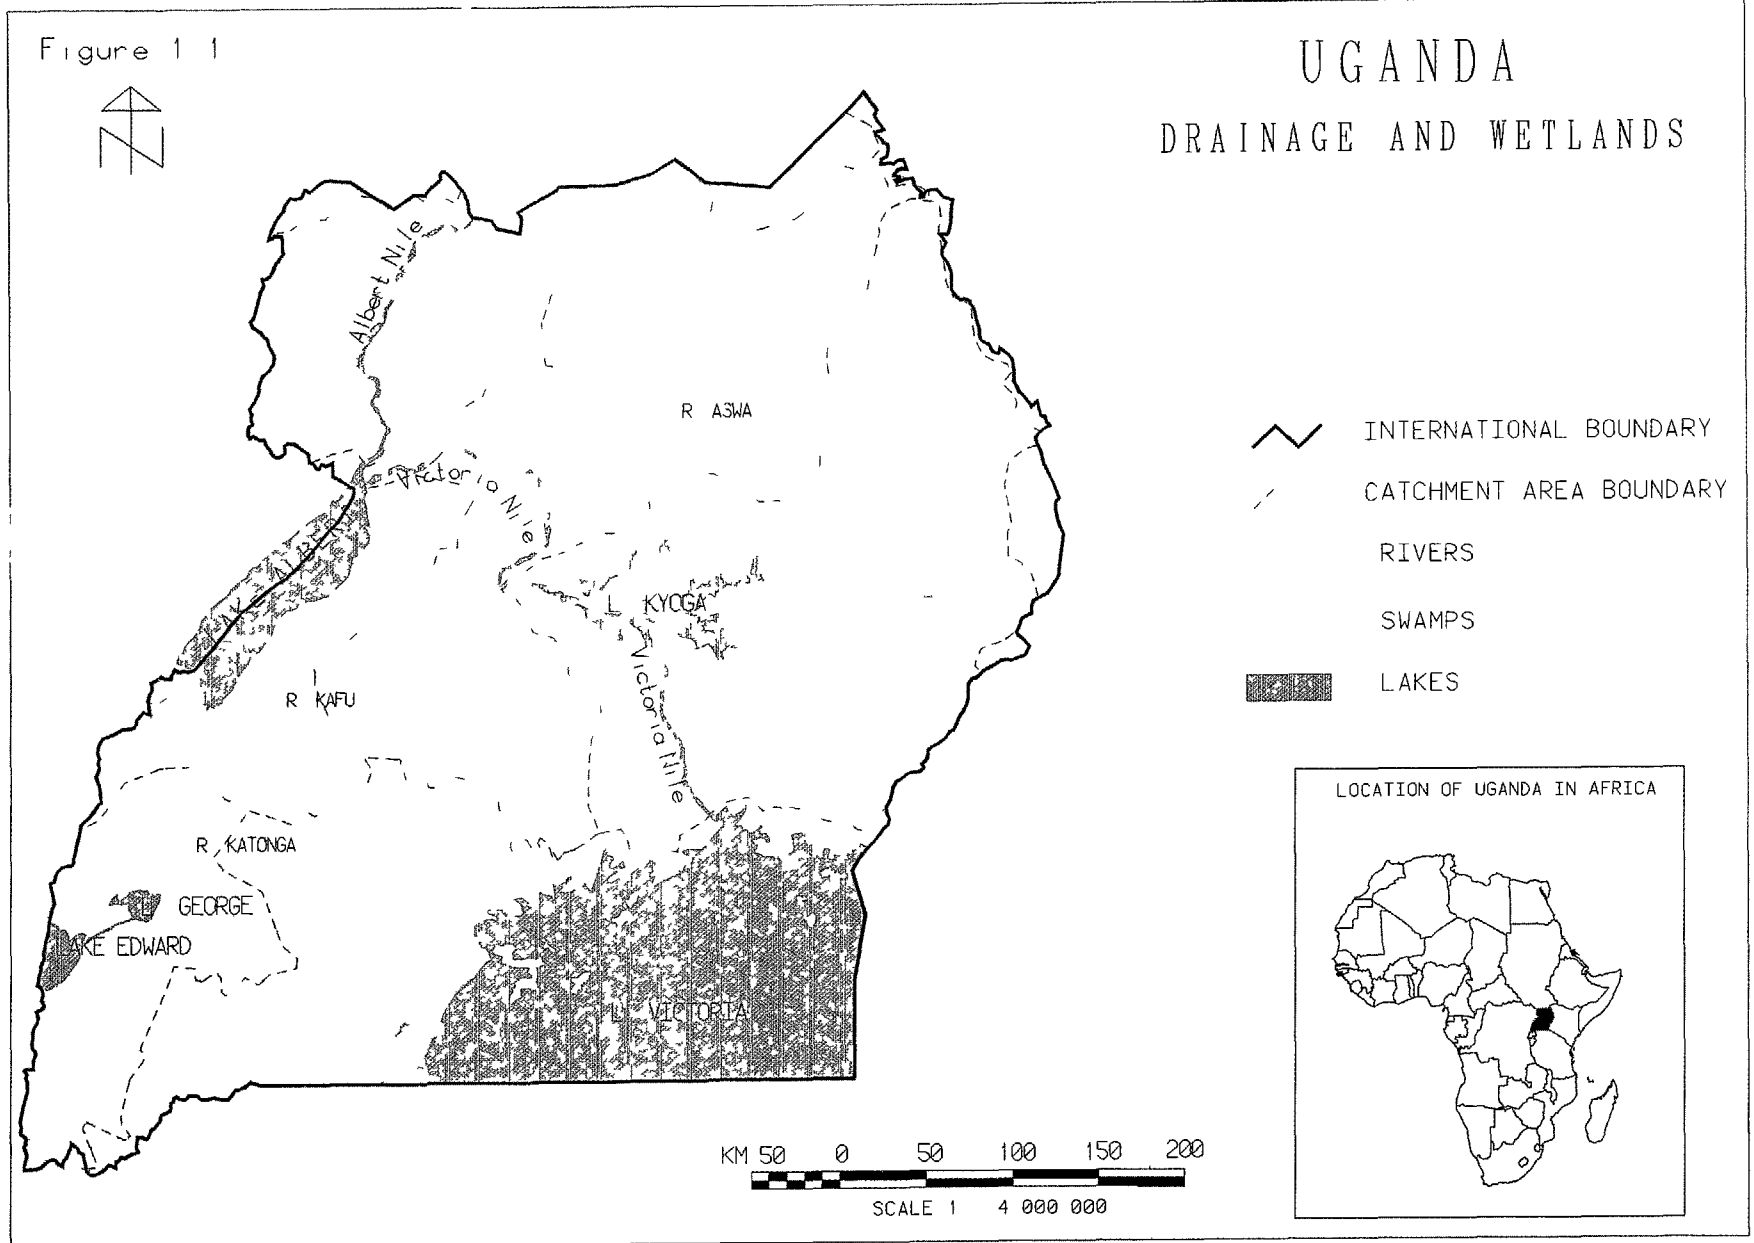 Figure 1 1
UGANDA
DRAINAGE AND WETLANDS
Albert Nile
R ASWA
Victoria Nile
L KYOGA
Victoria Nile
R KAFU
R KATONGA
L GEORGE
LAKE EDWARD
L VICTORIA
INTERNATIONAL BOUNDARY
CATCHMENT AREA BOUNDARY
RIVERS
SWAMPS
LAKES
LOCATION OF UGANDA IN AFRICA
KM 50 0 50 100 150 200
SCALE 1 4 000 000